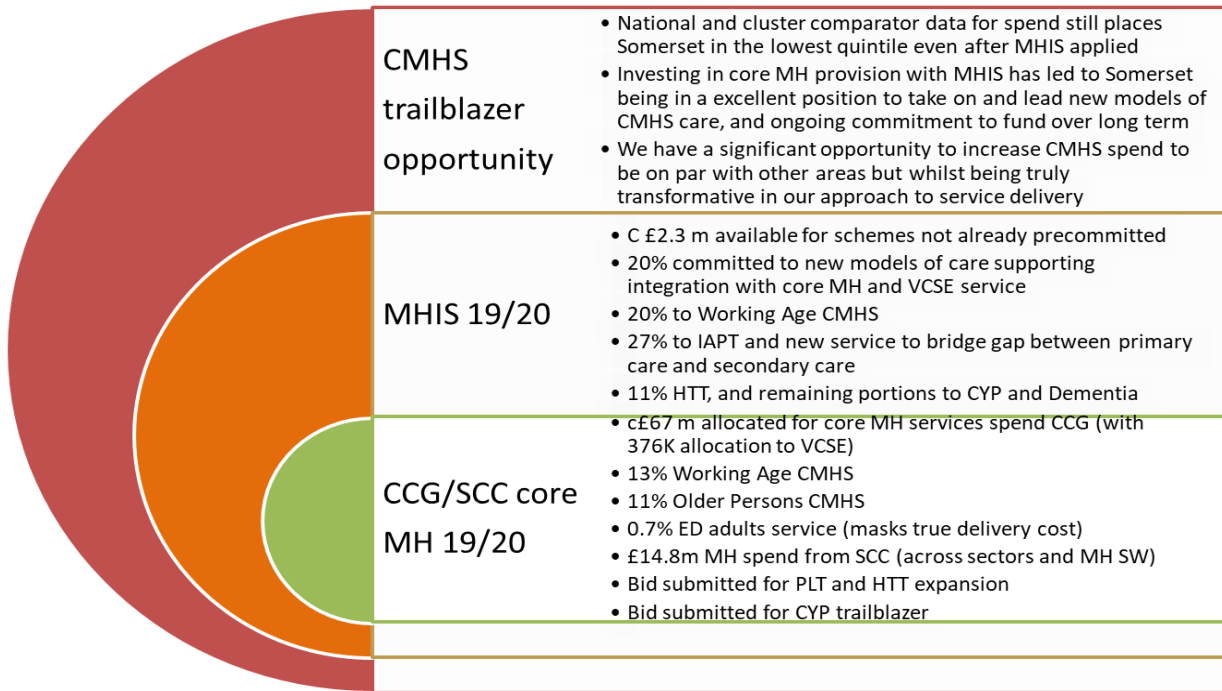 CMHS
trailblazer
opportunity
• National and cluster comparator data for spend still places
Somerset in the lowest quintile even after MHIS applied
• Investing in core MH provision with MHIS has led to Somerset
being in a excellent position to take on and lead new models of
CMHS care, and ongoing commitment to fund over long term
• We have a significant opportunity to increase CMHS spend to
be on par with other areas but whilst being truly
transformative in our approach to service delivery
MHIS 19/20
• C £2.3 m available for schemes not already precommitted
• 20% committed to new models of care supporting
integration with core MH and VCSE service
• 20% to Working Age CMHS
• 27% to IAPT and new service to bridge gap between primary
care and secondary care
• 11% HTT, and remaining portions to CYP and Dementia
CCG/SCC core
MH 19/20
• c£67 m allocated for core MH services spend CCG (with
376K allocation to VCSE)
• 13% Working Age CMHS
• 11% Older Persons CMHS
• 0.7% ED adults service (masks true delivery cost)
• £14.8m MH spend from SCC (across sectors and MH SW)
• Bid submitted for PLT and HTT expansion
• Bid submitted for CYP trailblazer